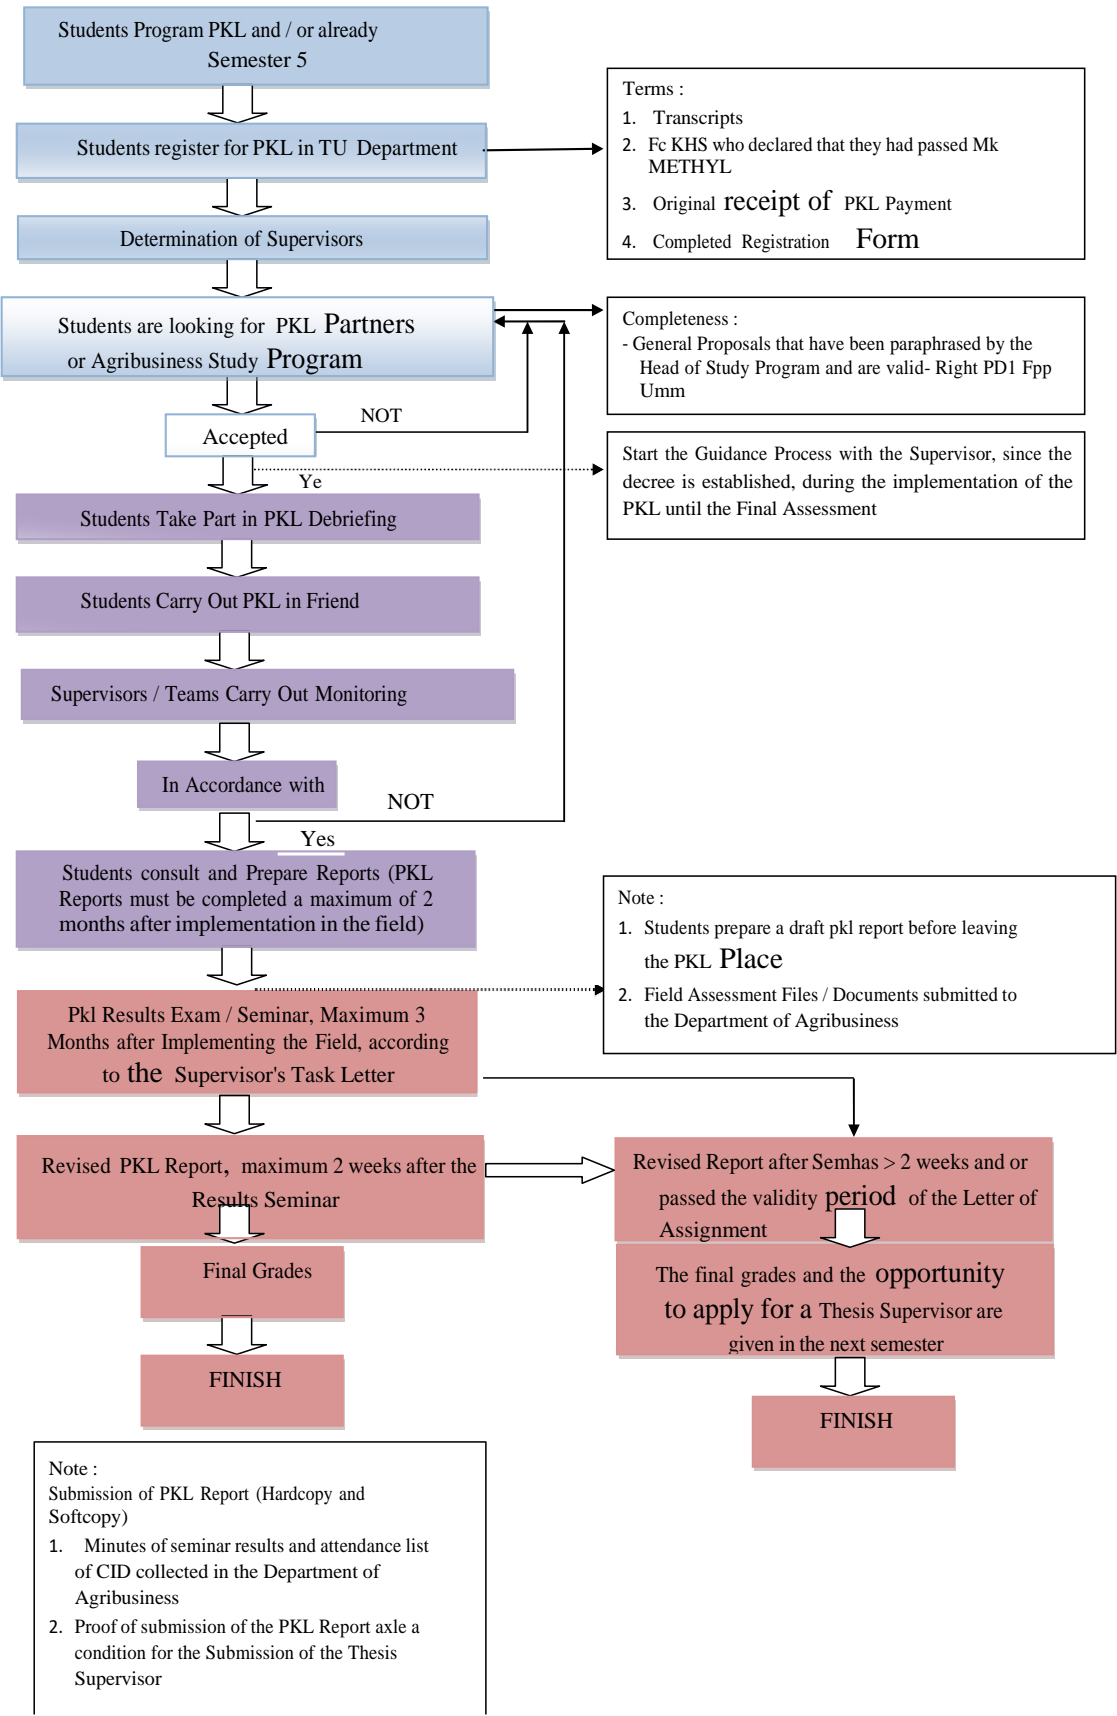 Students Program PKL and / or already
Semester 5
Students register for PKL in TU Department
Terms :
1. Transcripts
2. Fc KHS who declared that they had passed Mk
METHYL
3. Original receipt of PKL Payment
4. Completed Registration Form
Determination of Supervisors
Students are looking for PKL Partners
or Agribusiness Study Program
Completeness :
- General Proposals that have been paraphrased by the
Head of Study Program and are valid- Right PD1 Fpp
Umm
NOT
Accepted
Ye
Start the Guidance Process with the Supervisor, since the
decree is established, during the implementation of the
PKL until the Final Assessment
Students Take Part in PKL Debriefing
Students Carry Out PKL in Friend
Supervisors / Teams Carry Out Monitoring
In Accordance with
NOT
Yes
Students consult and Prepare Reports (PKL
Reports must be completed a maximum of 2
months after implementation in the field)
Note :
1. Students prepare a draft pkl report before leaving
the PKL Place
2. Field Assessment Files / Documents submitted to
the Department of Agribusiness
Pkl Results Exam / Seminar, Maximum 3
Months after Implementing the Field, according
to the Supervisor's Task Letter
Revised PKL Report, maximum 2 weeks after the
Results Seminar
Revised Report after Semhas > 2 weeks and or
passed the validity period of the Letter of
Assignment
Final Grades
The final grades and the opportunity
to apply for a Thesis Supervisor are
given in the next semester
FINISH
FINISH
Note :
Submission of PKL Report (Hardcopy and
Softcopy)
1. Minutes of seminar results and attendance list
of CID collected in the Department of
Agribusiness
2. Proof of submission of the PKL Report axle a
condition for the Submission of the Thesis
Supervisor